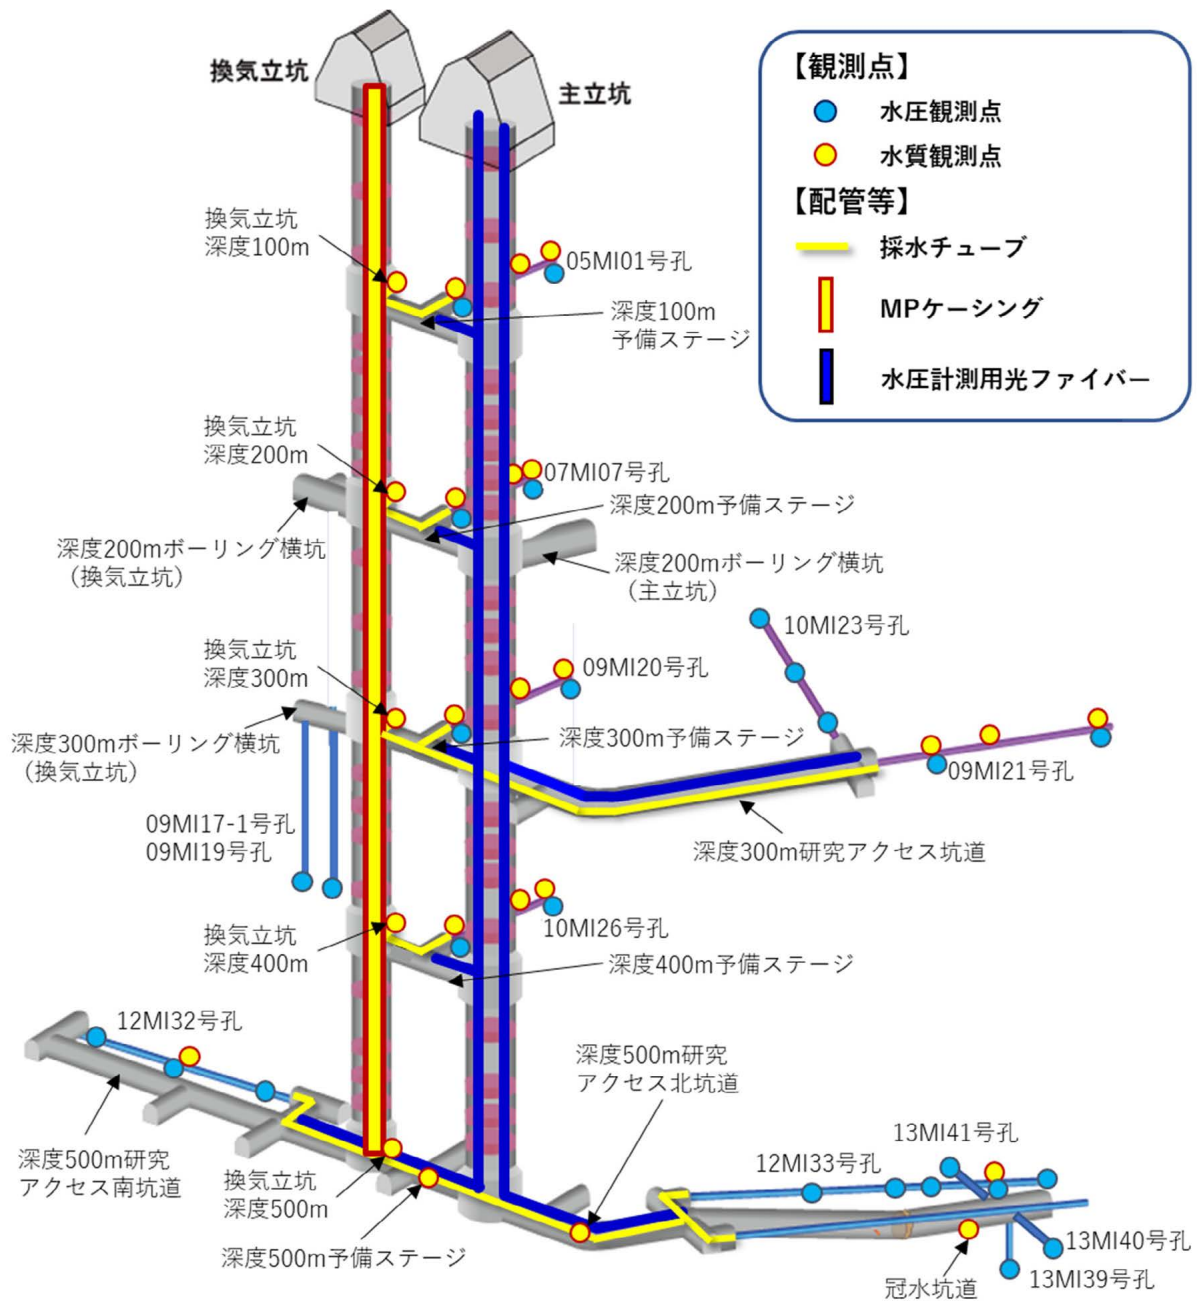 換気立坑
主立坑
【観測点】
水圧観測点
水質観測点
【配管等】
採水チューブ
MPケーシング
水圧計測用光ファイバー
換気立坑
深度100m
05MI01号孔
深度100m
予備ステージ
換気立坑
深度200m
07MI07号孔
深度200m予備ステージ
深度200mボーリング横坑
（換気立坑）
深度200mボーリング横坑
（主立坑）
10MI23号孔
換気立坑
深度300m
09MI20号孔
深度300mボーリング横坑
（換気立坑）
深度300m予備ステージ
09MI21号孔
09MI17-1号孔
09MI19号孔
深度300m研究アクセス坑道
換気立坑
深度400m
10MI26号孔
深度400m予備ステージ
12MI32号孔
深度500m研究
アクセス北坑道
13MI41号孔
12MI33号孔
深度500m研究
アクセス南坑道
換気立坑
深度500m
深度500m予備ステージ
13MI40号孔
13MI39号孔
冠水坑道